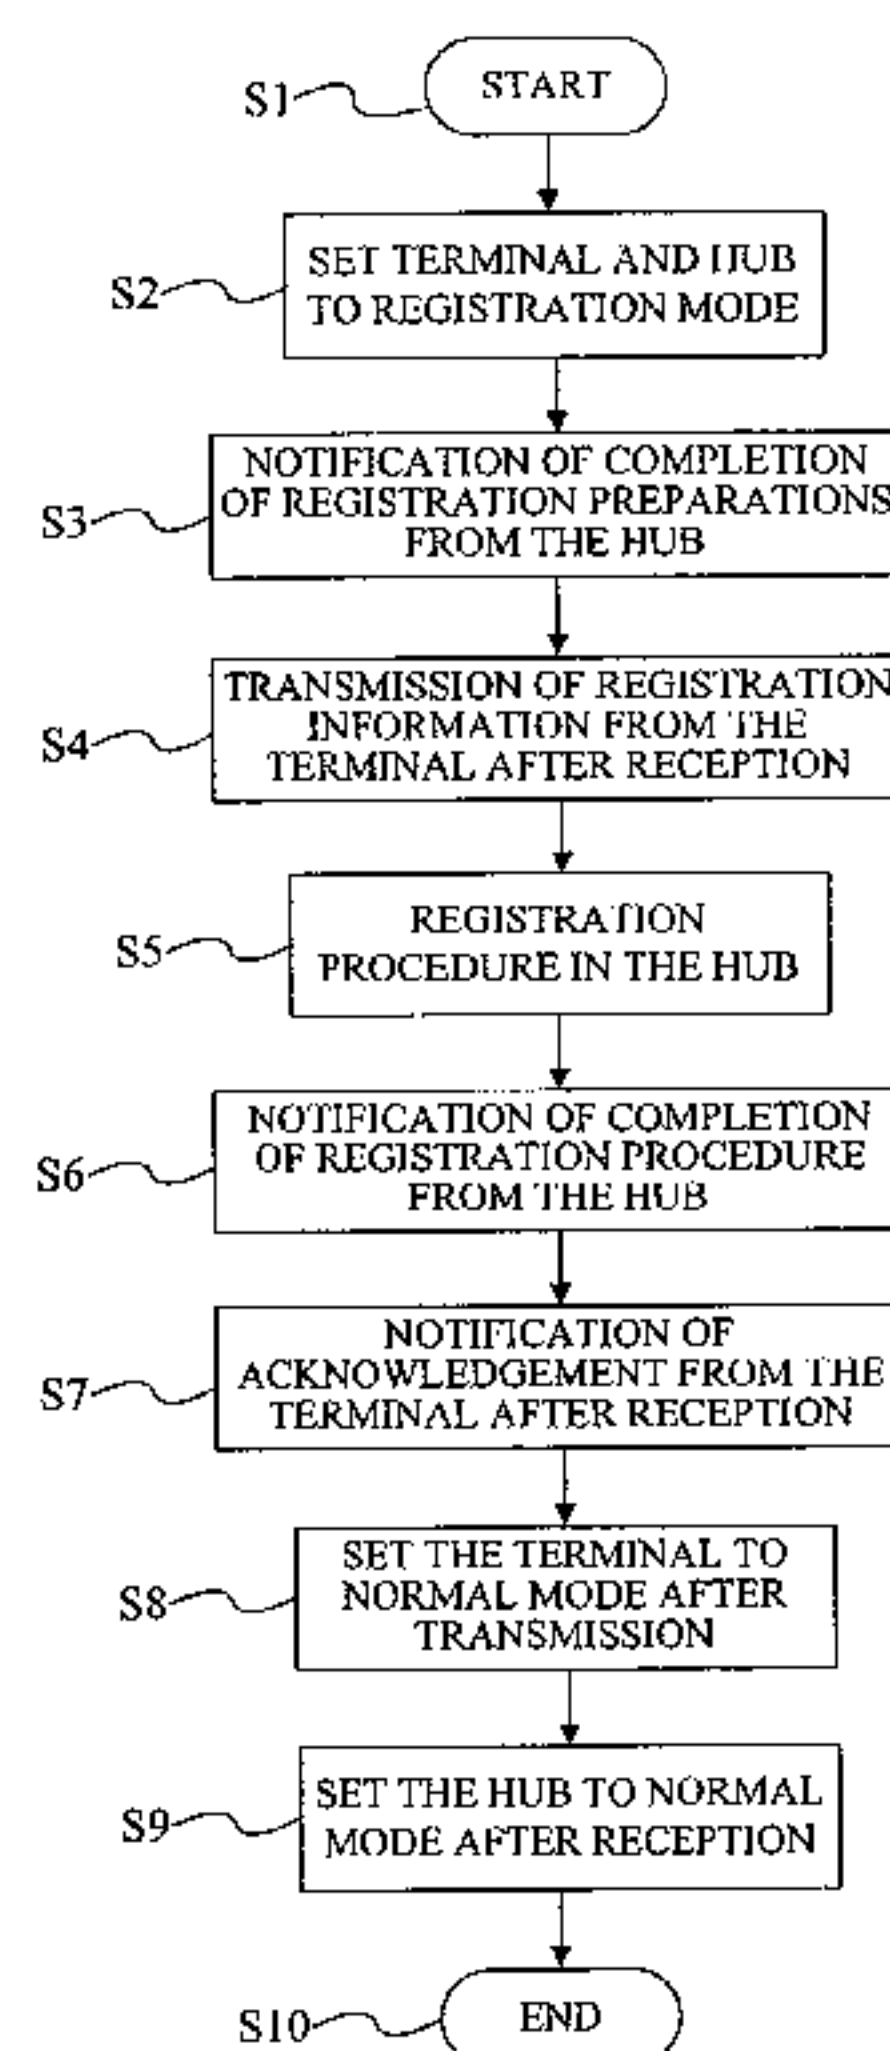 S1
START
S2
SET TERMINAL AND HUB
TO REGISTRATION MODE
S3
NOTIFICATION OF COMPLETION
OF REGISTRATION PREPARATIONS
FROM THE HUB
S4
TRANSMISSION OF REGISTRATION
INFORMATION FROM THE
TERMINAL AFTER RECEPTION
S5
REGISTRATION
PROCEDURE IN THE HUB
S6
NOTIFICATION OF COMPLETION
OF REGISTRATION PROCEDURE
FROM THE HUB
S7
NOTIFICATION OF
ACKNOWLEDGEMENT FROM THE
TERMINAL AFTER RECEPTION
S8
SET THE TERMINAL TO
NORMAL MODE AFTER
TRANSMISSION
S9
SET THE HUB TO NORMAL
MODE AFTER RECEPTION
S10
END